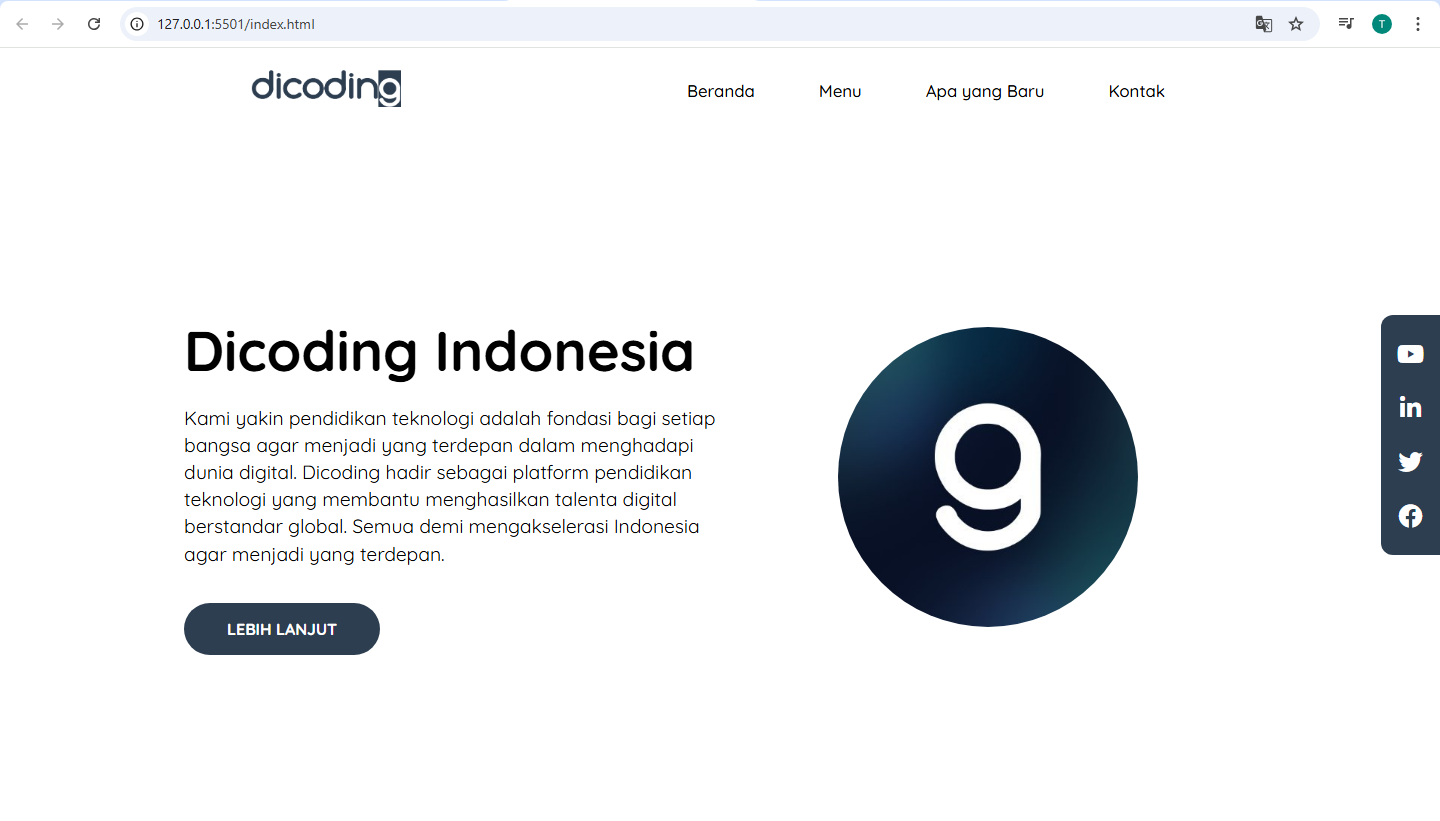 127.0.0.1:5501/index.html
T
dicoding
Beranda
Menu
Apa yang Baru
Kontak
Dicoding Indonesia
Kami yakin pendidikan teknologi adalah fondasi bagi setiap
bangsa agar menjadi yang terdepan dalam menghadapi
dunia digital. Dicoding hadir sebagai platform pendidikan
teknologi yang membantu menghasilkan talenta digital
berstandar global. Semua demi mengakselerasi Indonesia
agar menjadi yang terdepan.
LEBIH LANJUT
g
in